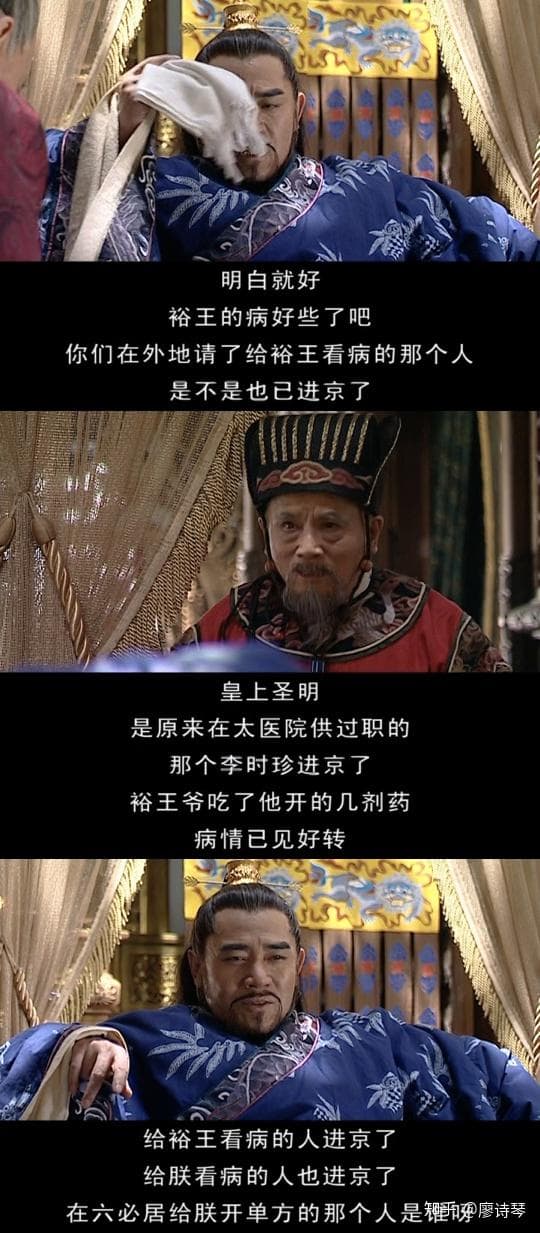 明白就好
裕王的病好些了吧
你们在外地请了给裕王看病的那个人
是不是也已进京了
皇上圣明
是原来在太医院供过职的
那个李时珍进京了
裕王爷吃了他开的几剂药
病情已见好转
给裕王看病的人进京了
给朕看病的人也进京了
在六必居给朕开单方的那个人是谁呀
知乎 @廖诗琴